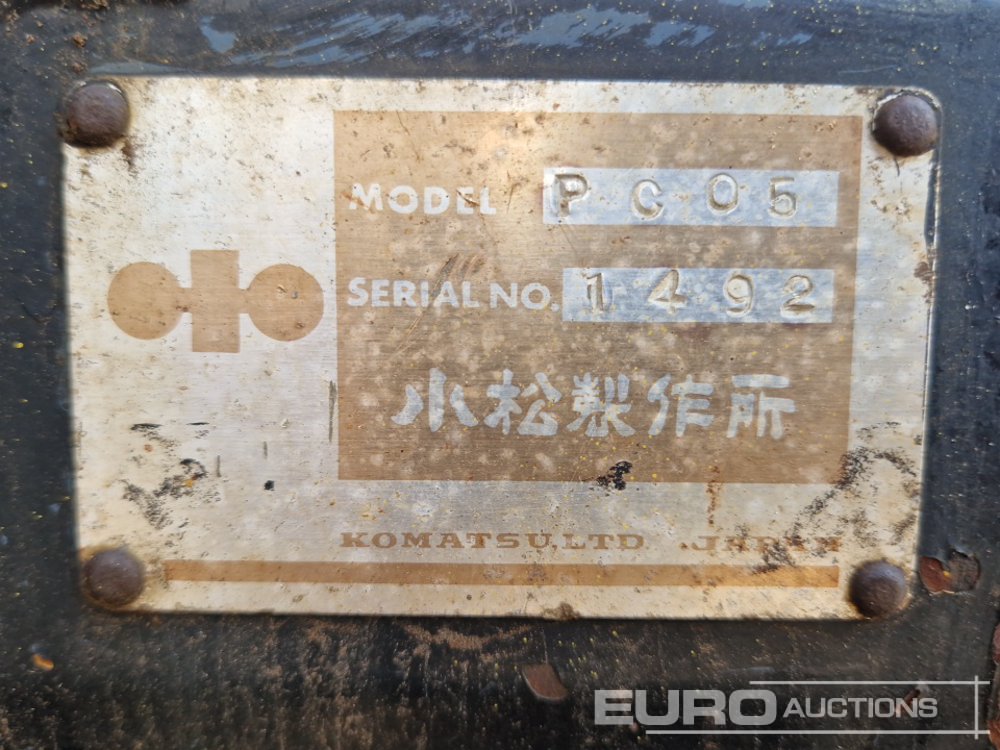 MODEL PC05
SERIAL NO. 1492
小松製作所
KOMATSU, LTD. JAPAN
EURO AUCTIONS